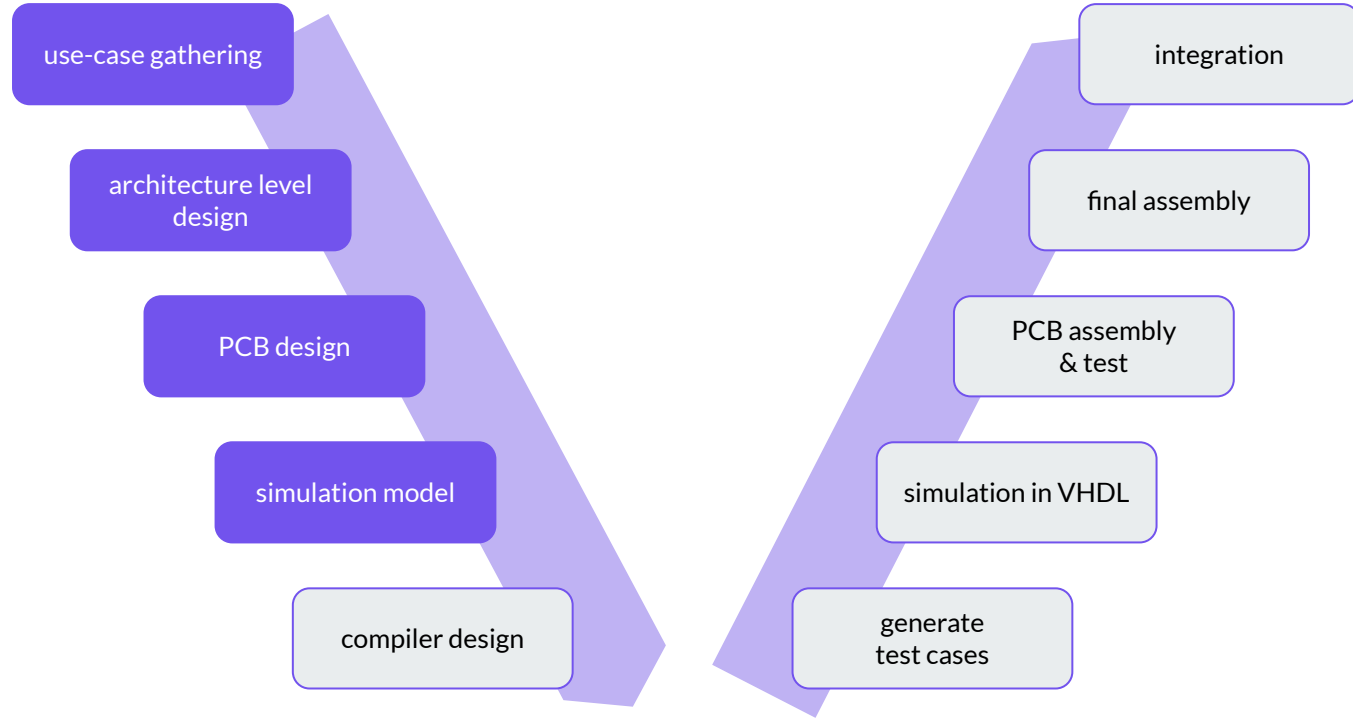 use-case gathering
architecture level
design
PCB design
simulation model
compiler design
integration
final assembly
PCB assembly
& test
simulation in VHDL
generate
test cases